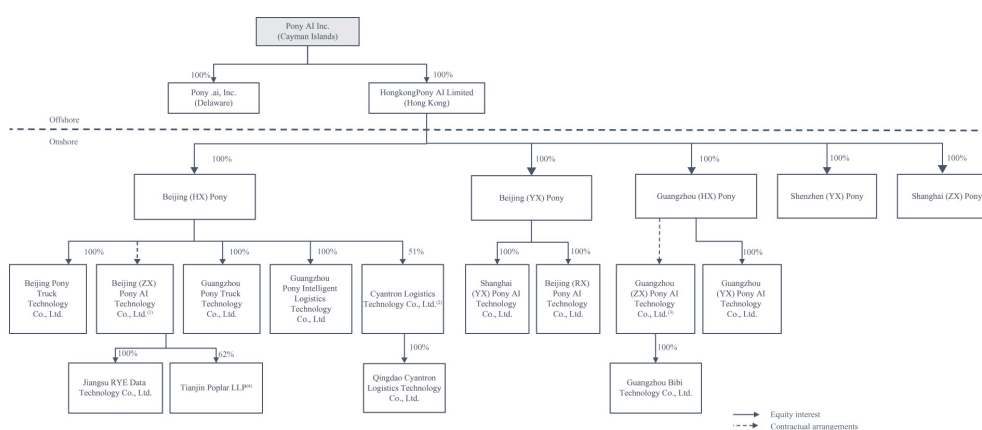 Pony AI Inc.
(Cayman Islands)
100%
100%
Pony .ai, Inc.
(Delaware)
HongkongPony AI Limited
(Hong Kong)
Offshore
Onshore
100%
100%
100%
100%
100%
Beijing (HX) Pony
Beijing (YX) Pony
Guangzhou (HX) Pony
Shenzhen (YX) Pony
Shanghai (ZX) Pony
100%
100%
100%
51%
100%
100%
100%
Beijing Pony
Truck
Technology
Co., Ltd.
Beijing (ZX)
Pony AI
Technology
Co., Ltd.(1)
Guangzhou
Pony Truck
Technology
Co., Ltd.
Guangzhou
Pony Intelligent
Logistics
Technology
Co., Ltd
Cyantron Logistics
Technology Co., Ltd.(2)
Shanghai
(YX) Pony AI
Technology
Co., Ltd.
Beijing (RX)
Pony AI
Technology
Co., Ltd.
Guangzhou
(ZX) Pony AI
Technology
Co., Ltd.(3)
Guangzhou
(YX) Pony AI
Technology
Co., Ltd.
100%
62%
100%
100%
Jiangsu RYE Data
Technology Co., Ltd.
Tianjin Poplar LLP(4)
Qingdao Cyantron
Logistics Technology
Co., Ltd.
Guangzhou Bibi
Technology Co., Ltd.
Equity interest
Contractual arrangements